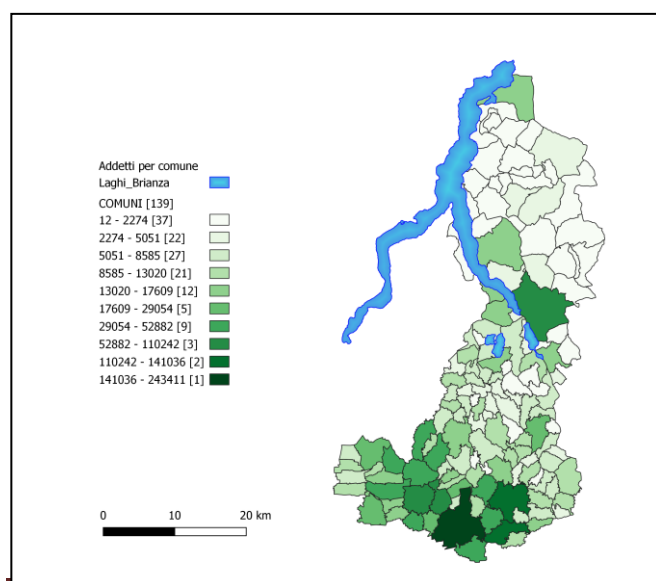 Addetti per comune
Laghi_Brianza
COMUNI [139]
12 - 2274 [37]
2274 - 5051 [22]
5051 - 8585 [27]
8585 - 13020 [21]
13020 - 17609 [12]
17609 - 29054 [5]
29054 - 52882 [9]
52882 - 110242 [3]
110242 - 141036 [2]
141036 - 243411 [1]
0 10 20 km